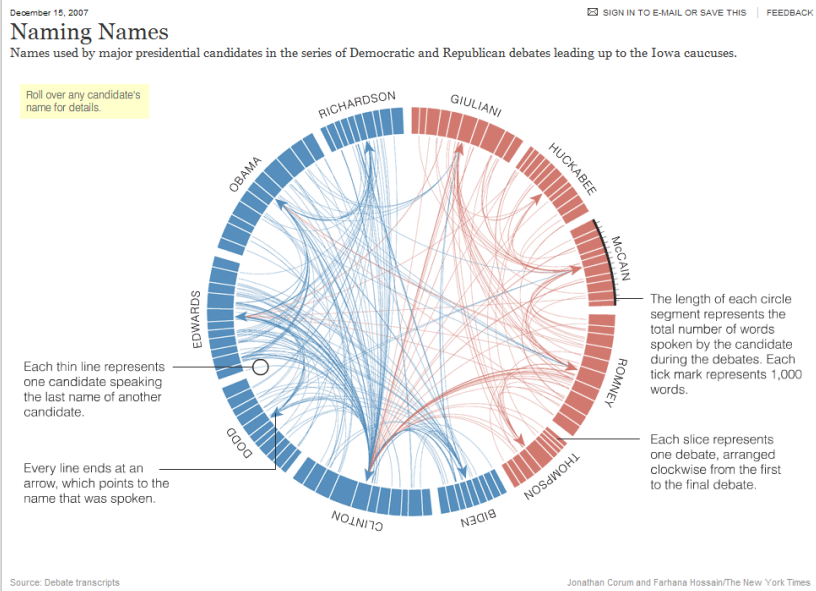 December 15, 2007
SIGN IN TO E-MAIL OR SAVE THIS
FEEDBACK
Naming Names
Names used by major presidential candidates in the series of Democratic and Republican debates leading up to the Iowa caucuses.
Roll over any candidate's
name for details.
RICHARDSON
GIULIANI
HUCKABEE
McCAIN
ROMNEY
THOMPSON
BIDEN
CLINTON
DODD
EDWARDS
OBAMA
The length of each circle
segment represents the
total number of words
spoken by the candidate
during the debates. Each
tick mark represents 1,000
words.
Each thin line represents
one candidate speaking
the last name of another
candidate.
Each slice represents
one debate, arranged
clockwise from the first
to the final debate.
Every line ends at an
arrow, which points to the
name that was spoken.
Source: Debate transcripts
Jonathan Corum and Farhana Hossain/The New York Times